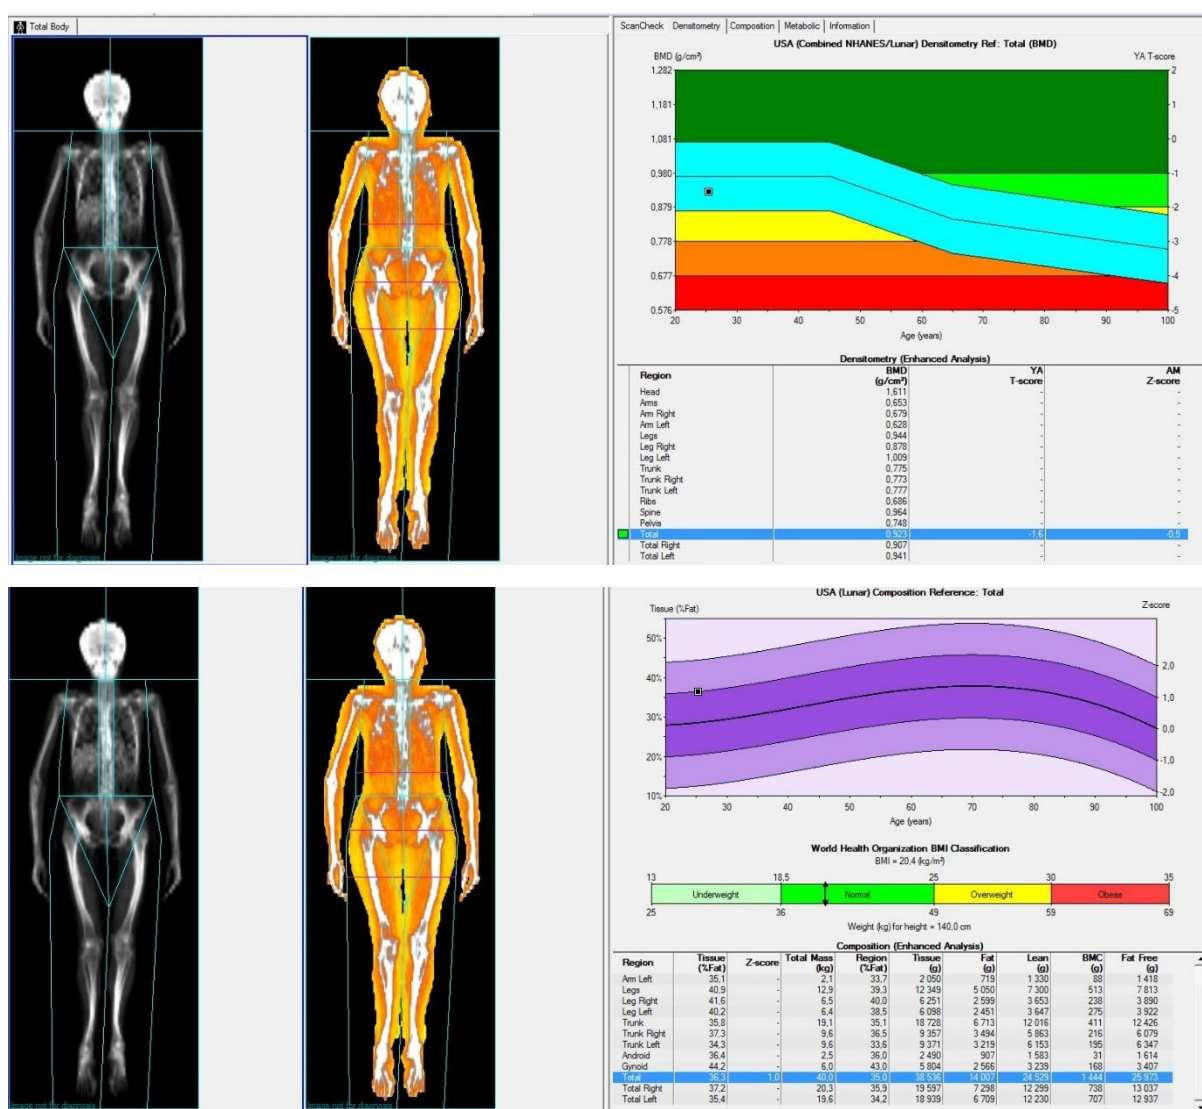 Total Body
Image not for diagnosis
ScanCheck Densitometry Composition Metabolic Information
USA (Combined NHANES/Lunar) Densitometry Ref: Total (BMD)
BMD (g/cm²) YA T-score
1,282 2
1,181 1
1,081 0
0,980 -1
0,879 -2
0,778 -3
0,677 -4
0,576 -5
20 30 40 50 60 70 80 90 100
Age (years)
Densitometry (Enhanced Analysis)
Region BMD (g/cm²) YA T-score AM Z-score
Head 1,611 - -
Arms 0,653 - -
Arm Right 0,679 - -
Arm Left 0,628 - -
Legs 0,944 - -
Leg Right 0,878 - -
Leg Left 1,009 - -
Trunk 0,775 - -
Trunk Right 0,773 - -
Trunk Left 0,777 - -
Ribs 0,686 - -
Spine 0,964 - -
Pelvis 0,748 - -
Total 0,923 -1,6 -0,5
Total Right 0,907 - -
Total Left 0,941 - -
Image not for diagnosis
USA (Lunar) Composition Reference: Total
Tissue (%Fat) Z-score
50%
40% 2,0
30% 1,0
20% 0,0
10% -1,0
-2,0
20 30 40 50 60 70 80 90 100
Age (years)
World Health Organization BMI Classification
BMI = 20,4 (kg/m²)
13 18,5 25 30 35
Underweight Normal Overweight Obese
25 36 49 59 69
Weight (kg) for height = 140,0 cm
Composition (Enhanced Analysis)
Region Tissue (%Fat) Z-score Total Mass (kg) Region (%Fat) Tissue (g) Fat (g) Lean (g) BMC (g) Fat Free (g)
Arm Left 35,1 - 2,1 33,7 2 050 719 1 330 88 1 418
Legs 40,9 - 12,9 39,3 12 349 5 050 7 300 513 7 813
Leg Right 41,6 - 6,5 40,0 6 251 2 599 3 653 238 3 890
Leg Left 40,2 - 6,4 38,5 6 098 2 451 3 647 275 3 922
Trunk 35,8 - 19,1 35,1 18 728 6 713 12 016 411 12 426
Trunk Right 37,3 - 9,6 36,5 9 357 3 494 5 863 216 6 079
Trunk Left 34,3 - 9,6 33,6 9 371 3 219 6 153 195 6 347
Android 36,4 - 2,5 36,0 2 490 907 1 583 31 1 614
Gynoid 44,2 - 6,0 43,0 5 804 2 566 3 239 168 3 407
Total 36,3 1,0 40,0 35,0 38 536 14 007 24 529 1 444 25 973
Total Right 37,2 - 20,3 35,9 19 597 7 298 12 299 738 13 037
Total Left 35,4 - 19,6 34,2 18 939 6 709 12 230 707 12 937